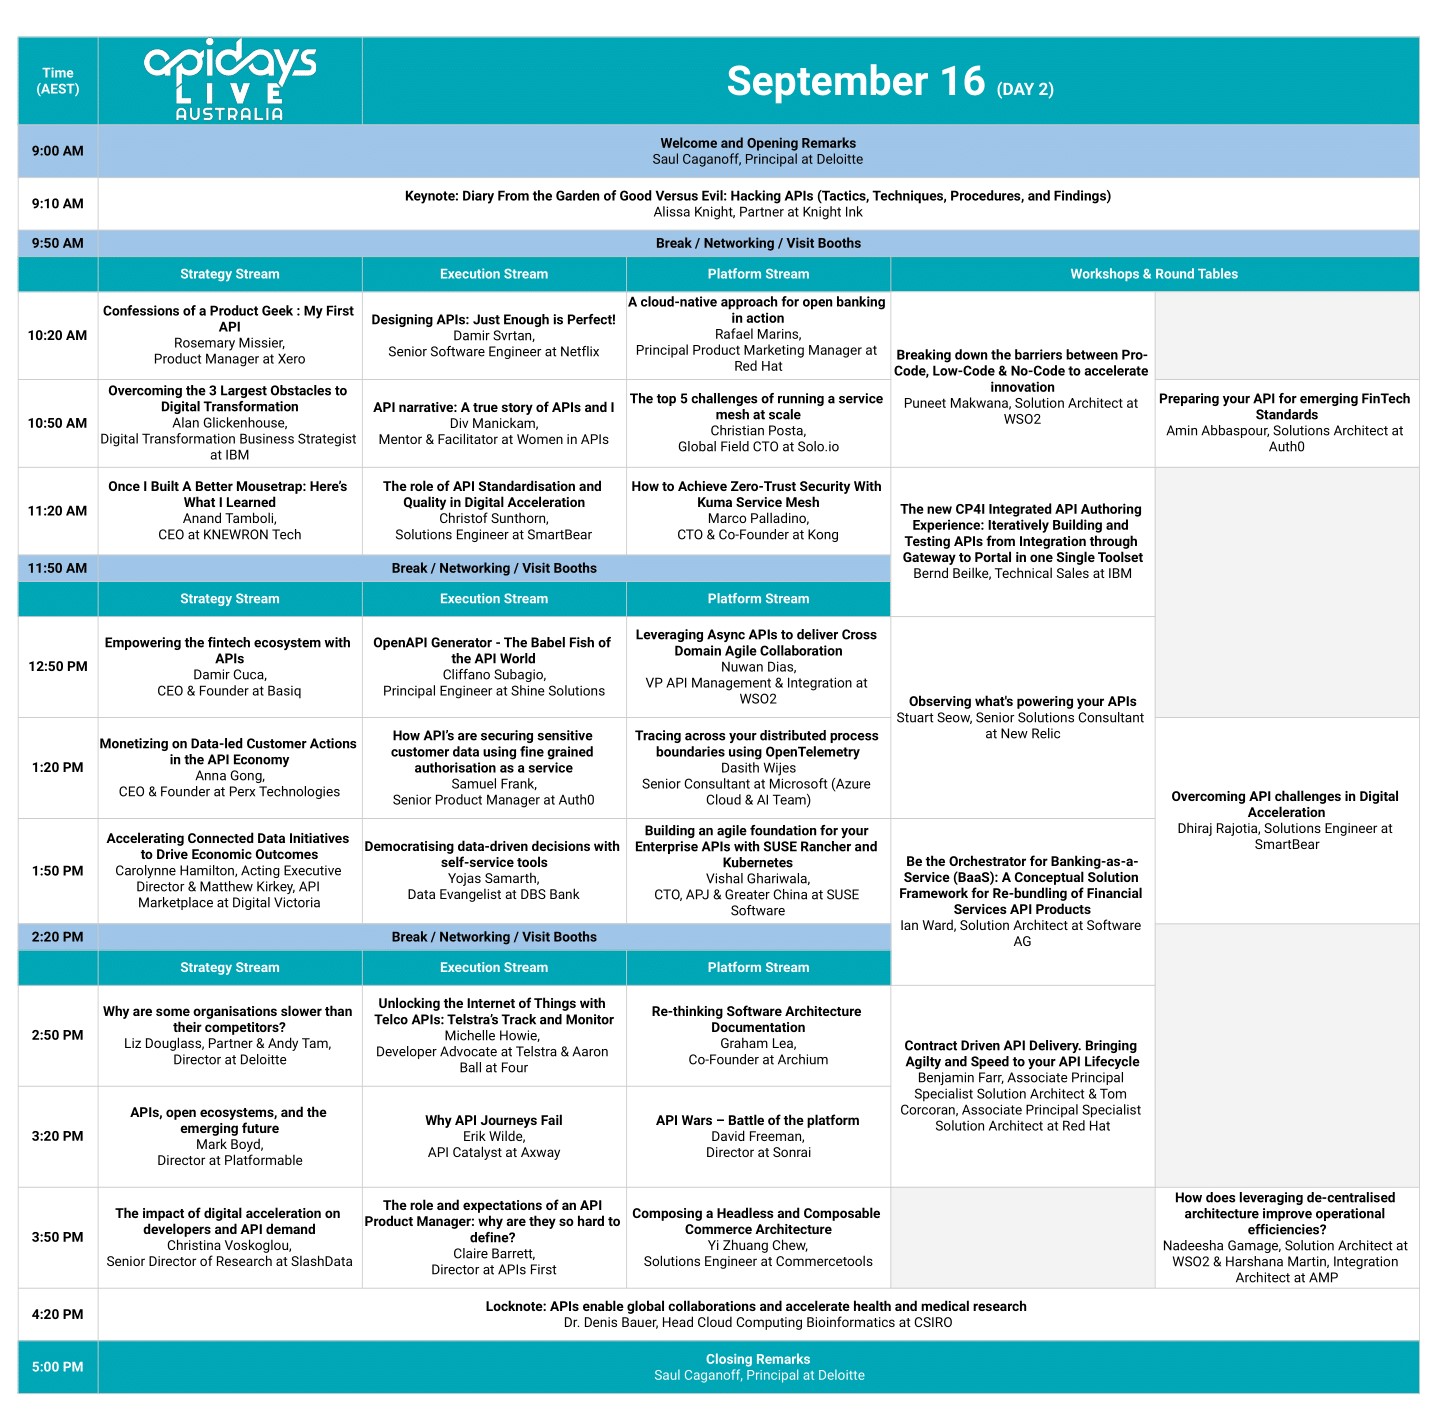 Time
(AEST)
apidays
LIVE
AUSTRALIA
September 16 (DAY 2)
9:00 AM
Welcome and Opening Remarks
Saul Caganoff, Principal at Deloitte
9:10 AM
Keynote: Diary From the Garden of Good Versus Evil: Hacking APIs (Tactics, Techniques, Procedures, and Findings)
Alissa Knight, Partner at Knight Ink
9:50 AM
Break / Networking / Visit Booths
Strategy Stream
Execution Stream
Platform Stream
Workshops & Round Tables
10:20 AM
Confessions of a Product Geek : My First
API
Rosemary Missier,
Product Manager at Xero
Designing APIs: Just Enough is Perfect!
Damir Svrtan,
Senior Software Engineer at Netflix
A cloud-native approach for open banking
in action
Rafael Marins,
Principal Product Marketing Manager at
Red Hat
Breaking down the barriers between Pro-
Code, Low-Code & No-Code to accelerate
innovation
Puneet Makwana, Solution Architect at
WSO2
10:50 AM
Overcoming the 3 Largest Obstacles to
Digital Transformation
Alan Glickenhouse,
Digital Transformation Business Strategist
at IBM
API narrative: A true story of APIs and I
Div Manickam,
Mentor & Facilitator at Women in APIs
The top 5 challenges of running a service
mesh at scale
Christian Posta,
Global Field CTO at Solo.io
Preparing your API for emerging FinTech
Standards
Amin Abbaspour, Solutions Architect at
Auth0
11:20 AM
Once I Built A Better Mousetrap: Here's
What I Learned
Anand Tamboli,
CEO at KNEWRON Tech
The role of API Standardisation and
Quality in Digital Acceleration
Christof Sunthorn,
Solutions Engineer at SmartBear
How to Achieve Zero-Trust Security With
Kuma Service Mesh
Marco Palladino,
CTO & Co-Founder at Kong
The new CP4I Integrated API Authoring
Experience: Iteratively Building and
Testing APIs from Integration through
Gateway to Portal in one Single Toolset
Bernd Beilke, Technical Sales at IBM
11:50 AM
Break / Networking / Visit Booths
Strategy Stream
Execution Stream
Platform Stream
12:50 PM
Empowering the fintech ecosystem with
APIs
Damir Cuca,
CEO & Founder at Basiq
OpenAPI Generator - The Babel Fish of
the API World
Cliffano Subagio,
Principal Engineer at Shine Solutions
Leveraging Async APIs to deliver Cross
Domain Agile Collaboration
Nuwan Dias,
VP API Management & Integration at
WSO2
Observing what's powering your APIs
Stuart Seow, Senior Solutions Consultant
at New Relic
1:20 PM
Monetizing on Data-led Customer Actions
in the API Economy
Anna Gong,
CEO & Founder at Perx Technologies
How API's are securing sensitive
customer data using fine grained
authorisation as a service
Samuel Frank,
Senior Product Manager at Auth0
Tracing across your distributed process
boundaries using OpenTelemetry
Dasith Wijes
Senior Consultant at Microsoft (Azure
Cloud & AI Team)
Overcoming API challenges in Digital
Acceleration
Dhiraj Rajotia, Solutions Engineer at
SmartBear
1:50 PM
Accelerating Connected Data Initiatives
to Drive Economic Outcomes
Carolynne Hamilton, Acting Executive
Director & Matthew Kirkey, API
Marketplace at Digital Victoria
Democratising data-driven decisions with
self-service tools
Yojas Samarth,
Data Evangelist at DBS Bank
Building an agile foundation for your
Enterprise APIs with SUSE Rancher and
Kubernetes
Vishal Ghariwala,
CTO, APJ & Greater China at SUSE
Software
Be the Orchestrator for Banking-as-a-
Service (BaaS): A Conceptual Solution
Framework for Re-bundling of Financial
Services API Products
Ian Ward, Solution Architect at Software
AG
2:20 PM
Break / Networking / Visit Booths
Strategy Stream
Execution Stream
Platform Stream
2:50 PM
Why are some organisations slower than
their competitors?
Liz Douglass, Partner & Andy Tam,
Director at Deloitte
Unlocking the Internet of Things with
Telco APIs: Telstra's Track and Monitor
Michelle Howie,
Developer Advocate at Telstra & Aaron
Ball at Four
Re-thinking Software Architecture
Documentation
Graham Lea,
Co-Founder at Archium
Contract Driven API Delivery. Bringing
Agilty and Speed to your API Lifecycle
Benjamin Farr, Associate Principal
Specialist Solution Architect & Tom
Corcoran, Associate Principal Specialist
Solution Architect at Red Hat
3:20 PM
APIs, open ecosystems, and the
emerging future
Mark Boyd,
Director at Platformable
Why API Journeys Fail
Erik Wilde,
API Catalyst at Axway
API Wars – Battle of the platform
David Freeman,
Director at Sonrai
3:50 PM
The impact of digital acceleration on
developers and API demand
Christina Voskoglou,
Senior Director of Research at SlashData
The role and expectations of an API
Product Manager: why are they so hard to
define?
Claire Barrett,
Director at APIs First
Composing a Headless and Composable
Commerce Architecture
Yi Zhuang Chew,
Solutions Engineer at Commercetools
How does leveraging de-centralised
architecture improve operational
efficiencies?
Nadeesha Gamage, Solution Architect at
WSO2 & Harshana Martin, Integration
Architect at AMP
4:20 PM
Locknote: APIs enable global collaborations and accelerate health and medical research
Dr. Denis Bauer, Head Cloud Computing Bioinformatics at CSIRO
5:00 PM
Closing Remarks
Saul Caganoff, Principal at Deloitte